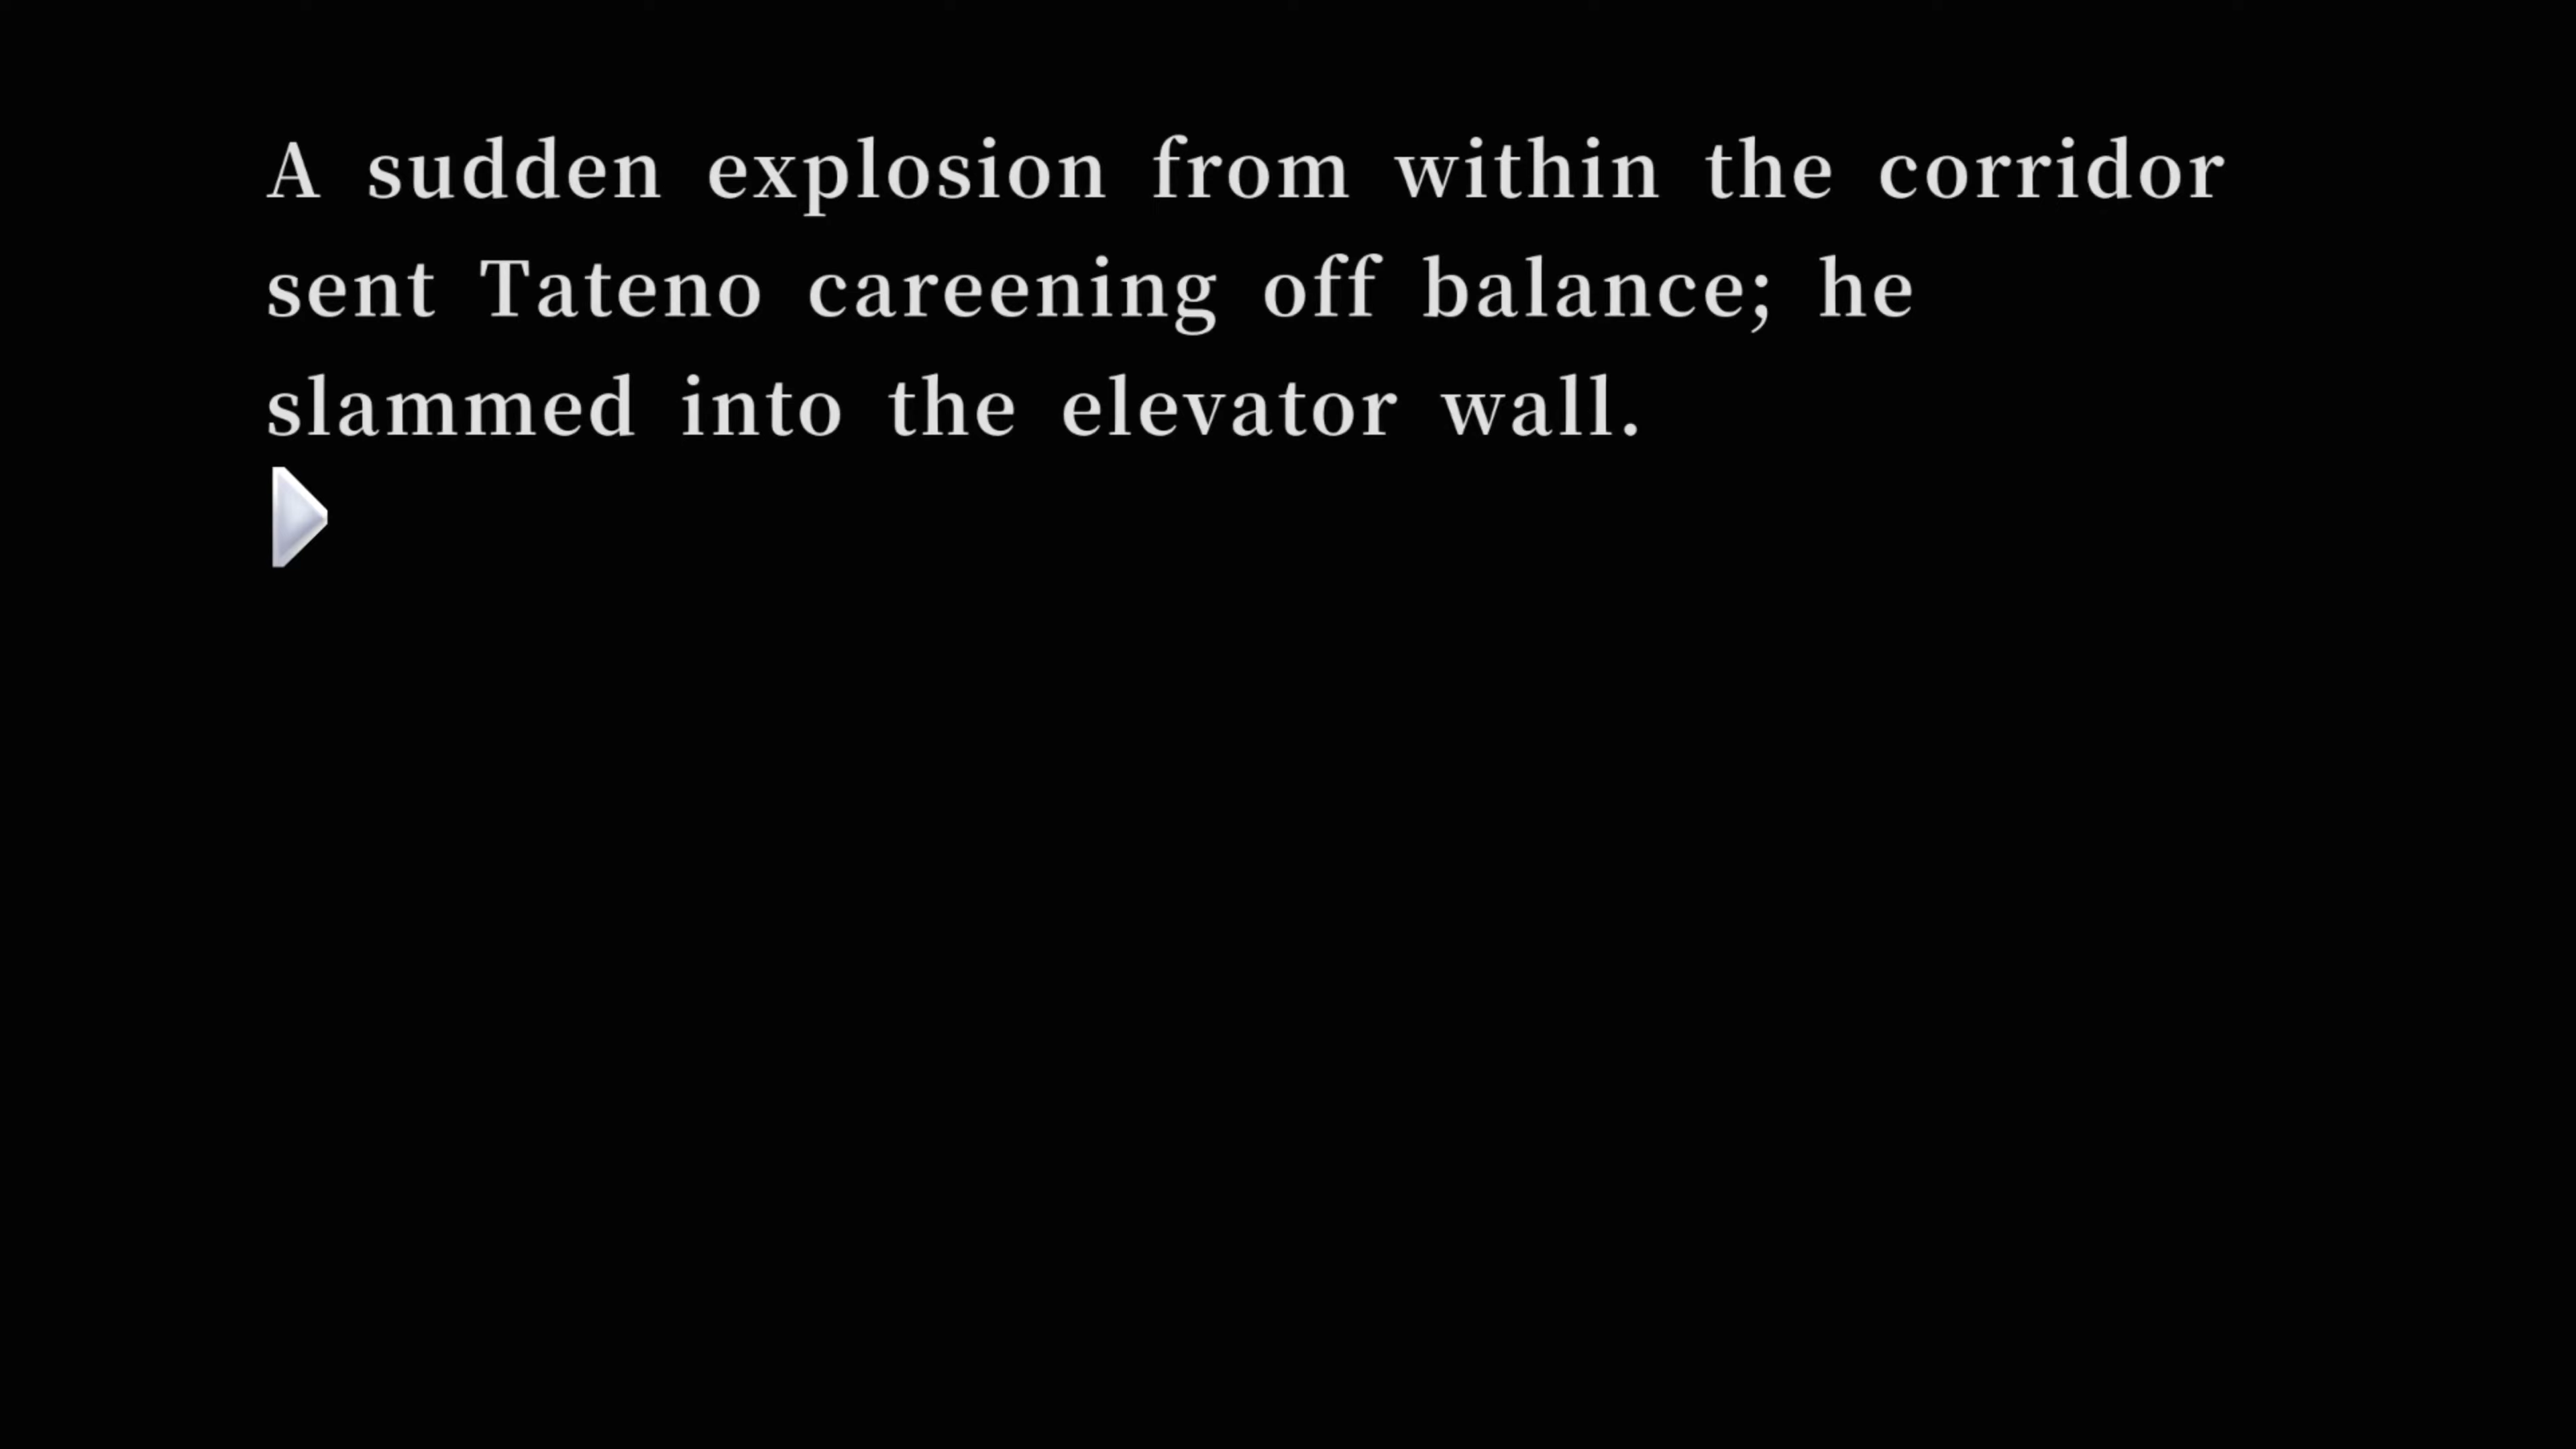 A sudden explosion from within the corridor
sent Tateno careening off balance; he
slammed into the elevator wall.